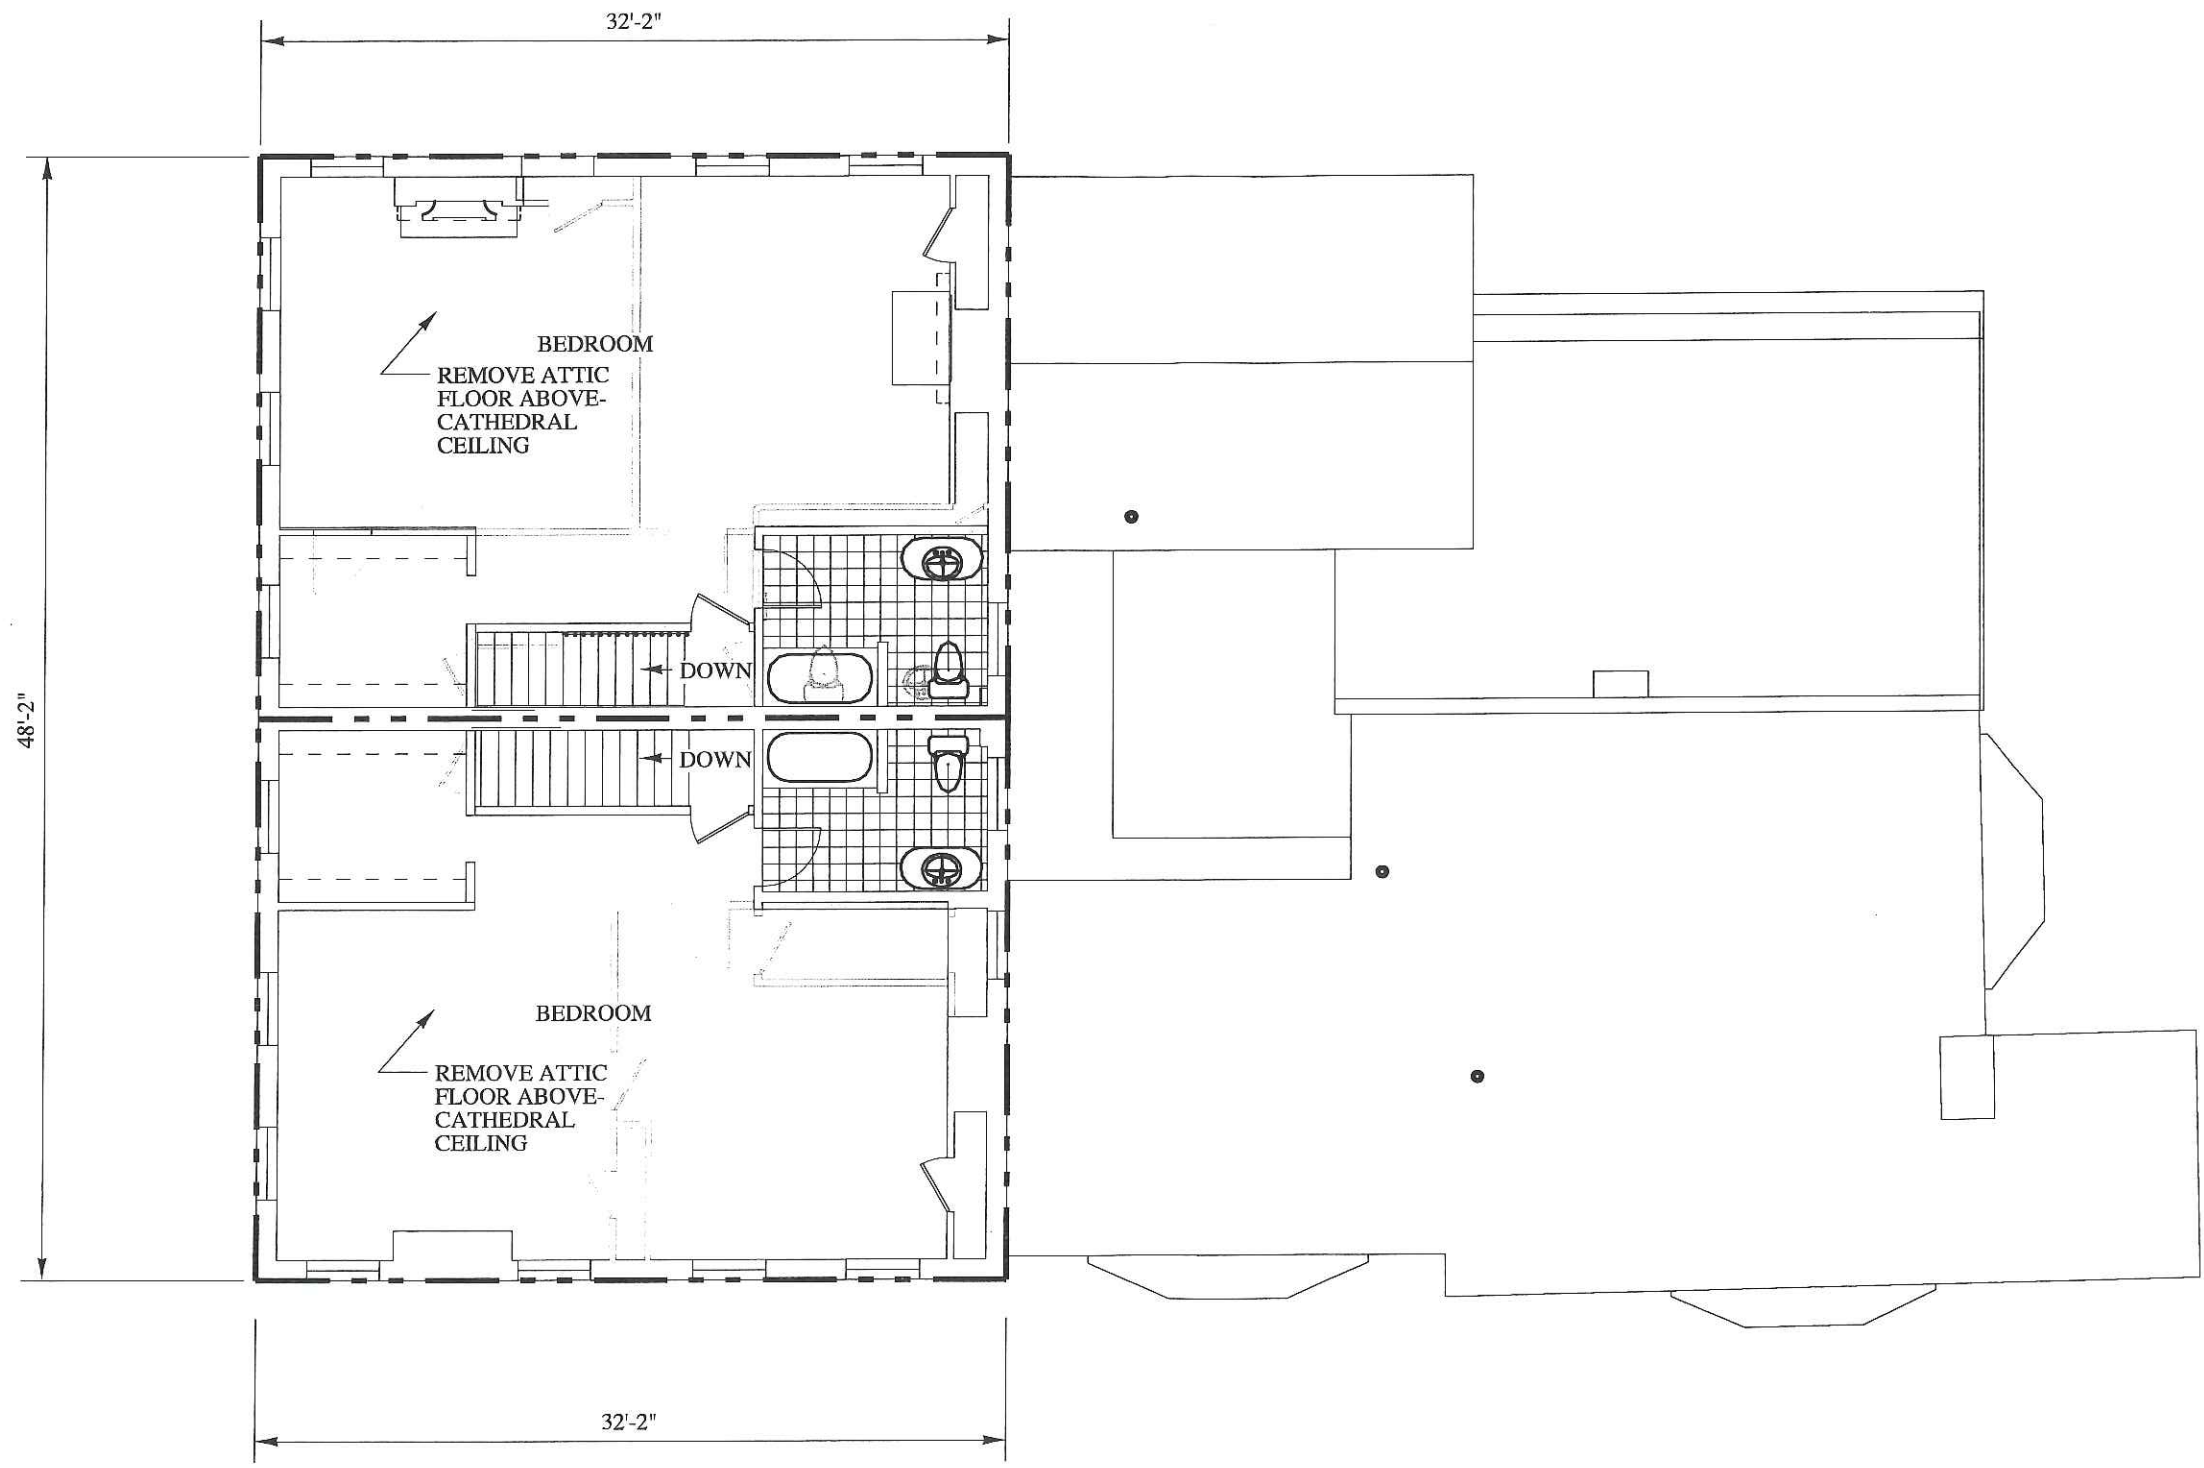 32'-2"
BEDROOM
REMOVE ATTIC
FLOOR ABOVE-
CATHEDRAL
CEILING
DOWN
48'-2"
DOWN
BEDROOM
REMOVE ATTIC
FLOOR ABOVE-
CATHEDRAL
CEILING
32'-2"